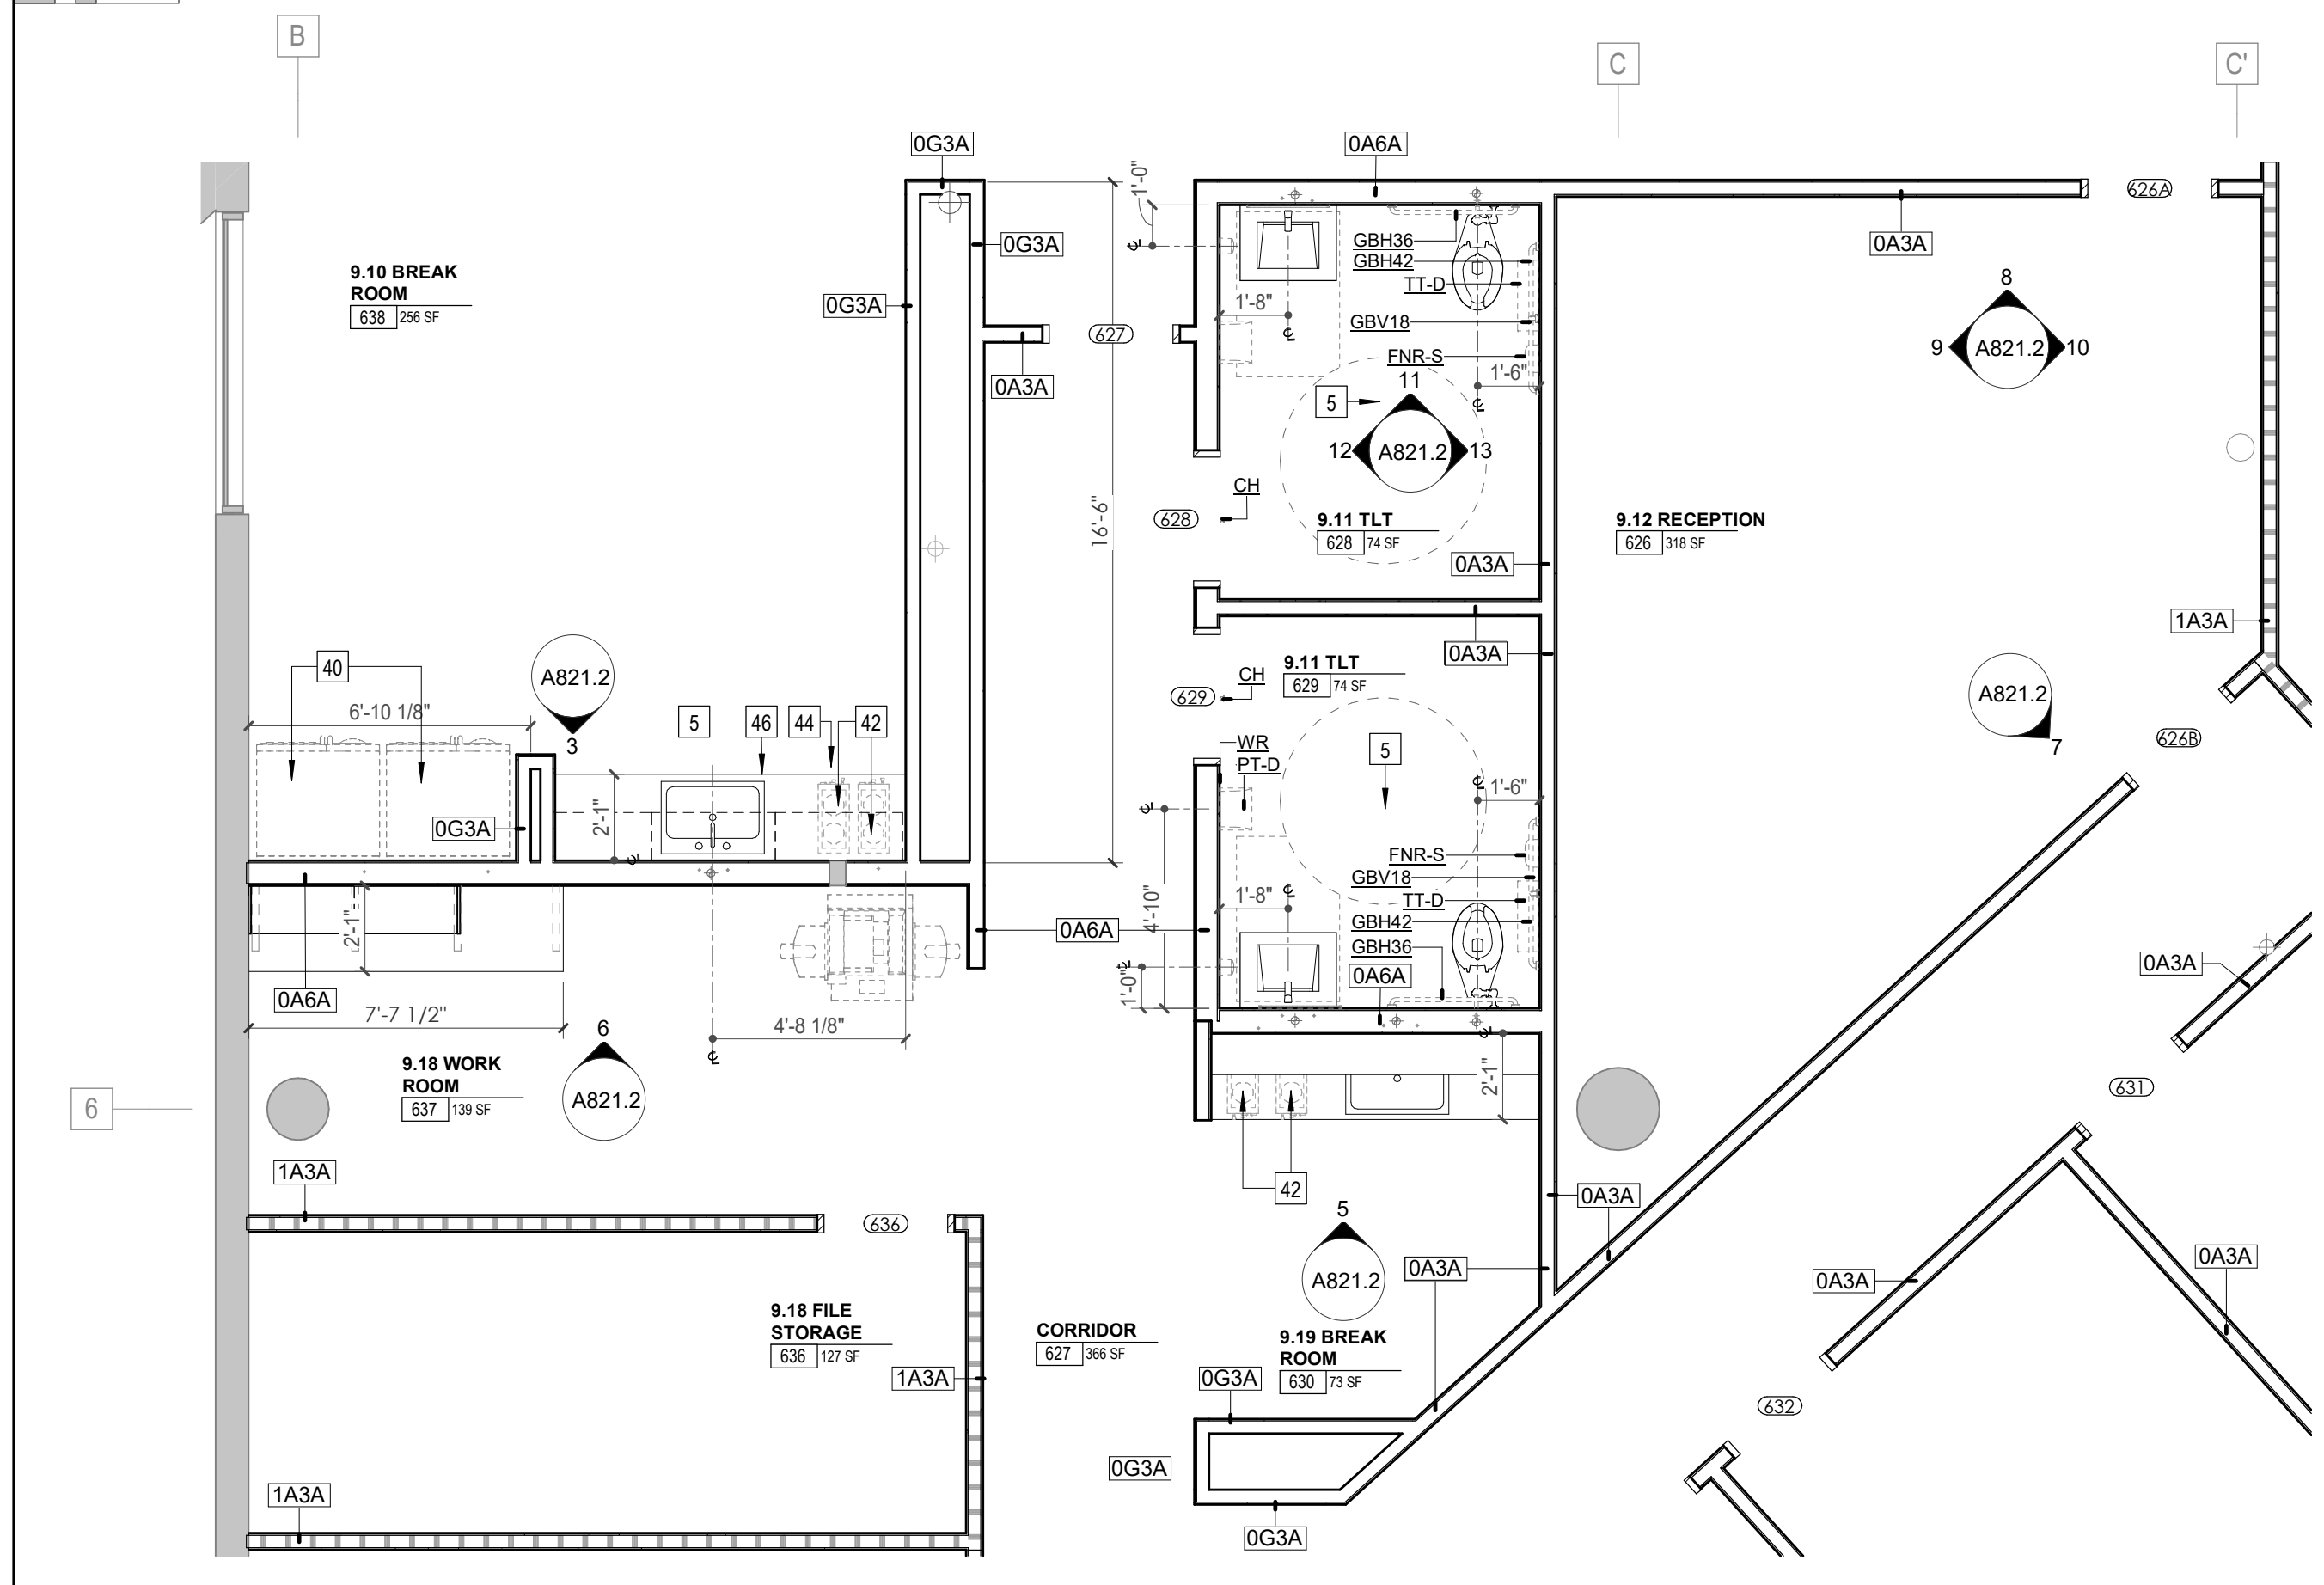 B
C
C'
0G3A
0A6A
1'-0"
626A
0G3A
GBH36
0A3A
GBH42
9.10 BREAK
ROOM
638 256 SF
TT-D
8
0G3A
1'-8"
GBV18
627
9 A821.2 10
℄
FNR-S
0A3A
1'-6"
11
5
℄
12 A821.2 13
CH
16'-6"
628
9.11 TLT
628 74 SF
9.12 RECEPTION
626 318 SF
0A3A
1A3A
0A3A
9.11 TLT
629 74 SF
40
A821.2
CH
629
A821.2
6'-10 1/8"
5
46
44
42
3
WR
PT-D
5
626B
7
℄
1'-6"
2'-1"
0G3A
℄
℄
FNR-S
GBV18
1'-8"
℄
TT-D
4'-10"
2'-1"
0A6A
GBH42
GBH36
℄
1'-0"
0A6A
0A3A
0A6A
7'-7 1/2"
6
4'-8 1/8"
℄
℄
9.18 WORK
ROOM
637 139 SF
A821.2
2'-1"
631
6
1A3A
42
0A3A
5
636
0A3A
0A3A
0A3A
A821.2
9.18 FILE
STORAGE
636 127 SF
CORRIDOR
627 366 SF
9.19 BREAK
ROOM
630 73 SF
1A3A
0G3A
632
0G3A
1A3A
0G3A